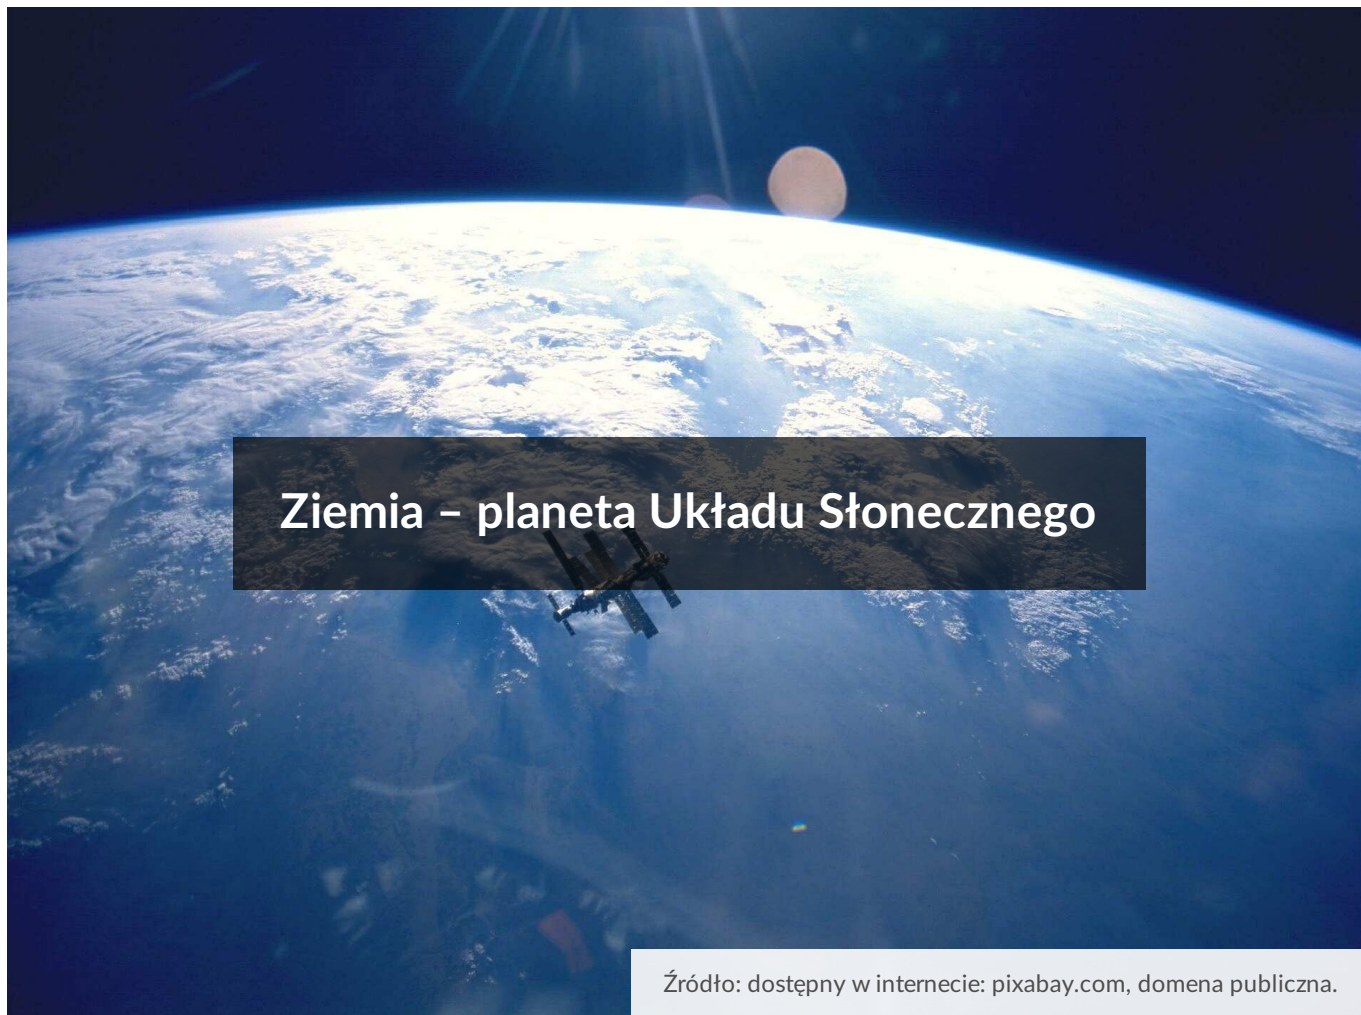 Ziemia – planeta Układu Słonecznego
Źródło: dostępny w internecie: pixabay.com, domena publiczna.